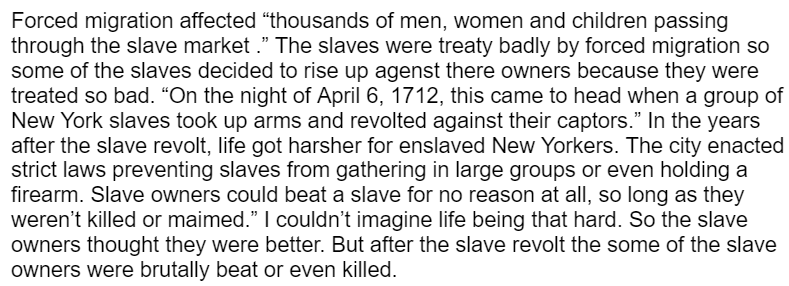 Forced migration affected “thousands of men, women and children passing
through the slave market .” The slaves were treaty badly by forced migration so
some of the slaves decided to rise up agenst there owners because they were
treated so bad. “On the night of April 6, 1712, this came to head when a group of
New York slaves took up arms and revolted against their captors.” In the years
after the slave revolt, life got harsher for enslaved New Yorkers. The city enacted
strict laws preventing slaves from gathering in large groups or even holding a
firearm. Slave owners could beat a slave for no reason at all, so long as they
weren’t killed or maimed.” I couldn’t imagine life being that hard. So the slave
owners thought they were better. But after the slave revolt the some of the slave
owners were brutally beat or even killed.